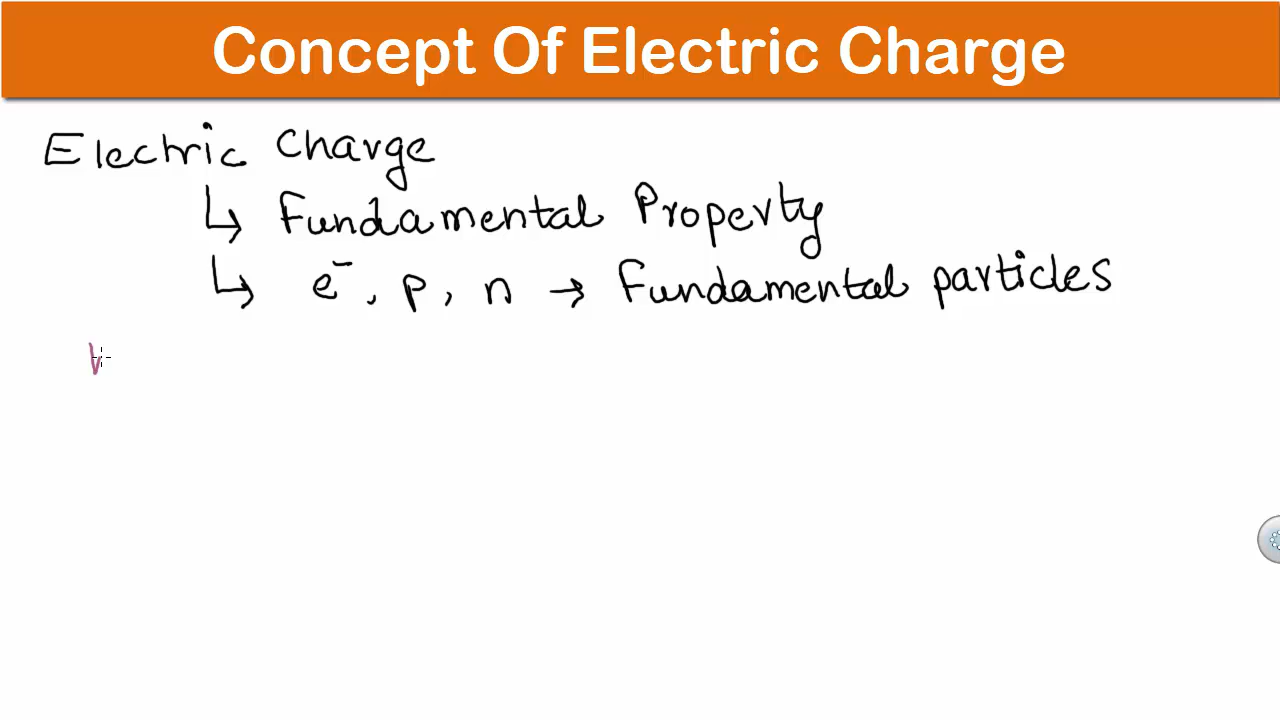 Concept Of Electric Charge
Electric Charge
↳ Fundamental Property
↳ e⁻, p, n → Fundamental particles